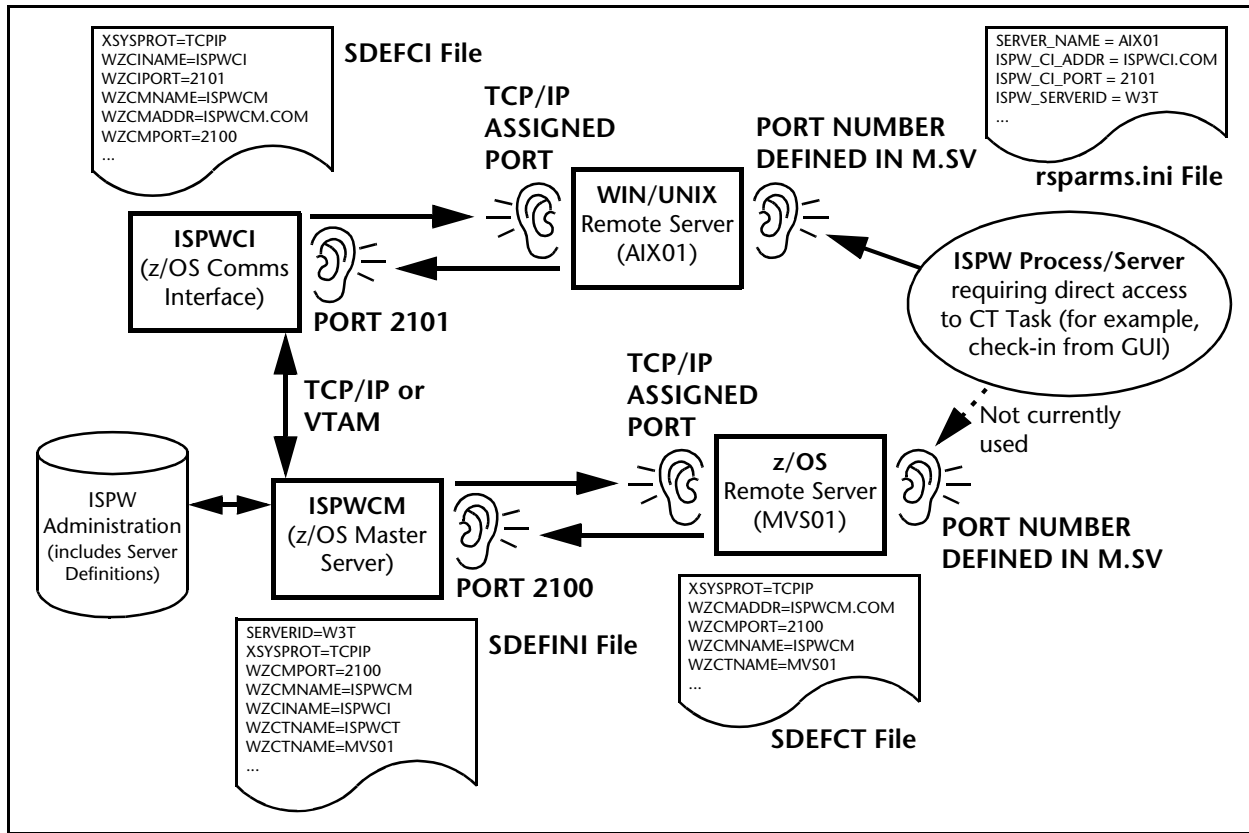 XSYSPROT=TCPIP
WZCINAME=ISPWCI
WZCIPORT=2101
WZCMNAME=ISPWCM
WZCMADDR=ISPWCM.COM
WZCMPORT=2100
...
SDEFCI File
TCP/IP
ASSIGNED
PORT
WIN/UNIX
Remote Server
(AIX01)
PORT NUMBER
DEFINED IN M.SV
SERVER_NAME = AIX01
ISPW_CI_ADDR = ISPWCI.COM
ISPW_CI_PORT = 2101
ISPW_SERVERID = W3T
...
rsparms.ini File
ISPWCI
(z/OS Comms
Interface)
PORT 2101
ISPW Process/Server
requiring direct access
to CT Task (for example,
check-in from GUI)
TCP/IP or
VTAM
TCP/IP
ASSIGNED
PORT
Not currently
used
ISPW
Administration
(includes Server
Definitions)
ISPWCM
(z/OS Master
Server)
PORT 2100
z/OS
Remote Server
(MVS01)
PORT NUMBER
DEFINED IN M.SV
SERVERID=W3T
XSYSPROT=TCPIP
WZCMPORT=2100
WZCMNAME=ISPWCM
WZCINAME=ISPWCI
WZCTNAME=ISPWCT
WZCTNAME=MVS01
...
SDEFINI File
XSYSPROT=TCPIP
WZCMADDR=ISPWCM.COM
WZCMPORT=2100
WZCMNAME=ISPWCM
WZCTNAME=MVS01
...
SDEFCT File